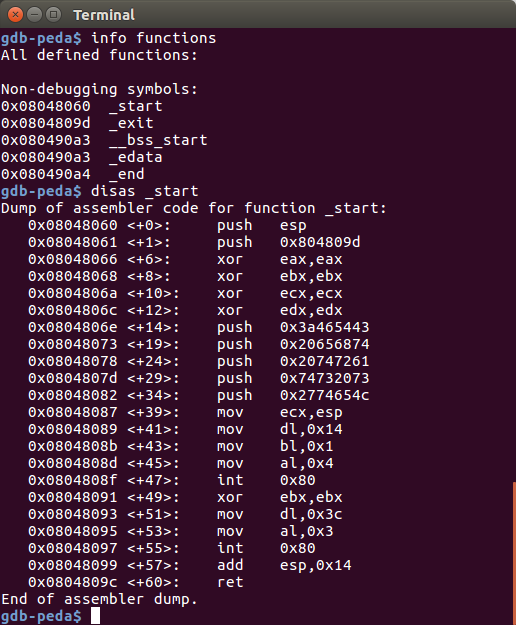 Terminal
gdb-peda$ info functions
All defined functions:
Non-debugging symbols:
0x08048060  _start
0x0804809d  _exit
0x080490a3  __bss_start
0x080490a3  _edata
0x080490a4  _end
gdb-peda$ disas _start
Dump of assembler code for function _start:
   0x08048060 <+0>:     push   esp
   0x08048061 <+1>:     push   0x804809d
   0x08048066 <+6>:     xor    eax,eax
   0x08048068 <+8>:     xor    ebx,ebx
   0x0804806a <+10>:    xor    ecx,ecx
   0x0804806c <+12>:    xor    edx,edx
   0x0804806e <+14>:    push   0x3a465443
   0x08048073 <+19>:    push   0x20656874
   0x08048078 <+24>:    push   0x20747261
   0x0804807d <+29>:    push   0x74732073
   0x08048082 <+34>:    push   0x2774654c
   0x08048087 <+39>:    mov    ecx,esp
   0x08048089 <+41>:    mov    dl,0x14
   0x0804808b <+43>:    mov    bl,0x1
   0x0804808d <+45>:    mov    al,0x4
   0x0804808f <+47>:    int    0x80
   0x08048091 <+49>:    xor    ebx,ebx
   0x08048093 <+51>:    mov    dl,0x3c
   0x08048095 <+53>:    mov    al,0x3
   0x08048097 <+55>:    int    0x80
   0x08048099 <+57>:    add    esp,0x14
   0x0804809c <+60>:    ret
End of assembler dump.
gdb-peda$